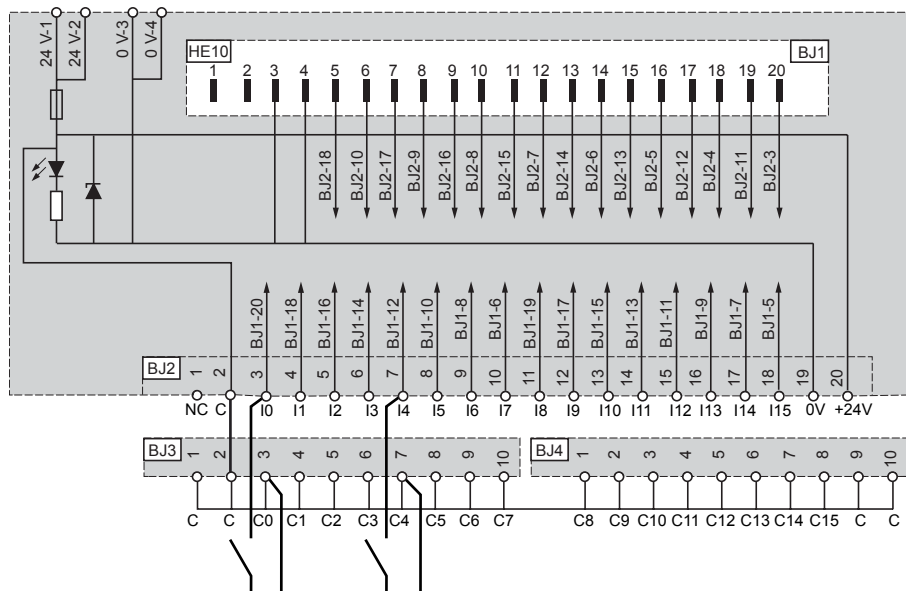 24 V-1
24 V-2
0 V-3
0 V-4
HE10
BJ1
1 2 3 4 5 6 7 8 9 10 11 12 13 14 15 16 17 18 19 20
BJ2-18
BJ2-10
BJ2-17
BJ2-9
BJ2-16
BJ2-8
BJ2-15
BJ2-7
BJ2-14
BJ2-6
BJ2-13
BJ2-5
BJ2-12
BJ2-4
BJ2-11
BJ2-3
BJ1-20
BJ1-18
BJ1-16
BJ1-14
BJ1-12
BJ1-10
BJ1-8
BJ1-6
BJ1-19
BJ1-17
BJ1-15
BJ1-13
BJ1-11
BJ1-9
BJ1-7
BJ1-5
BJ2
1 2 3 4 5 6 7 8 9 10 11 12 13 14 15 16 17 18 19 20
NC C I0 I1 I2 I3 I4 I5 I6 I7 I8 I9 I10 I11 I12 I13 I14 I15 0V +24V
BJ3
1 2 3 4 5 6 7 8 9 10
BJ4
1 2 3 4 5 6 7 8 9 10
C C C0 C1 C2 C3 C4 C5 C6 C7
C8 C9 C10 C11 C12 C13 C14 C15 C C